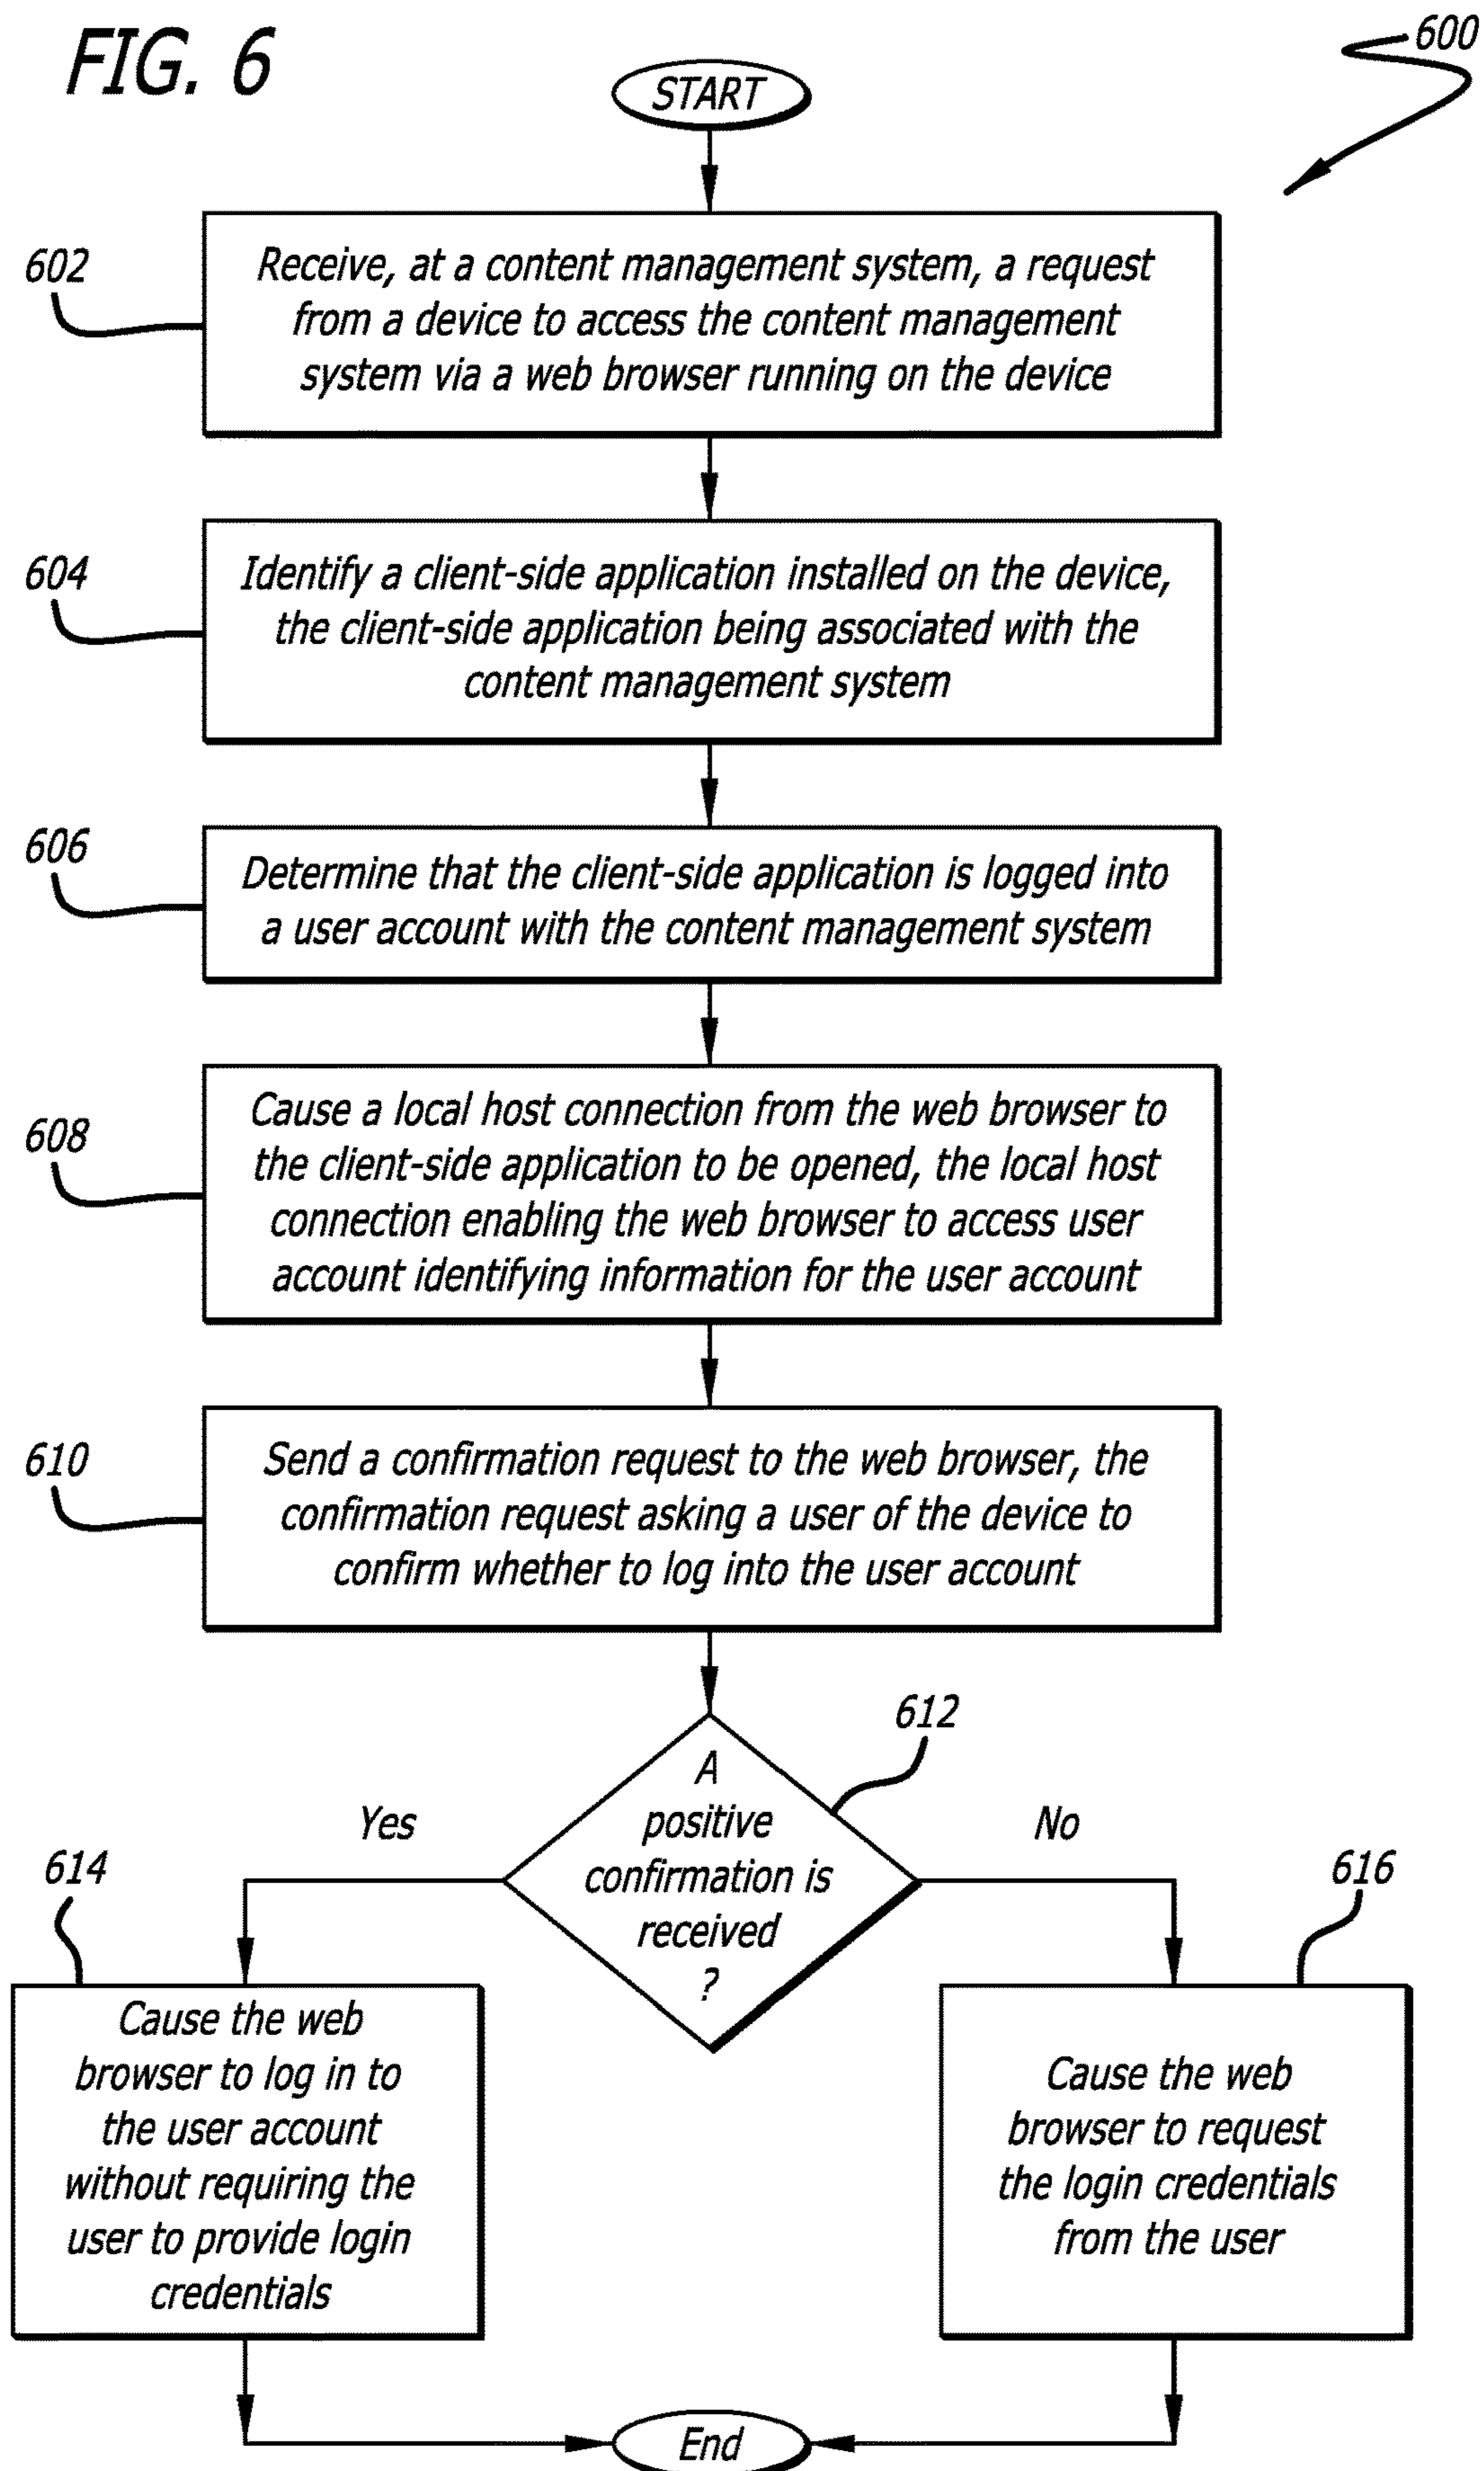 FIG. 6
600
START
602
Receive, at a content management system, a request
from a device to access the content management
system via a web browser running on the device
604
Identify a client-side application installed on the device,
the client-side application being associated with the
content management system
606
Determine that the client-side application is logged into
a user account with the content management system
608
Cause a local host connection from the web browser to
the client-side application to be opened, the local host
connection enabling the web browser to access user
account identifying information for the user account
610
Send a confirmation request to the web browser, the
confirmation request asking a user of the device to
confirm whether to log into the user account
612
A
positive
confirmation is
received
?
Yes
No
614
Cause the web
browser to log in to
the user account
without requiring the
user to provide login
credentials
616
Cause the web
browser to request
the login credentials
from the user
End